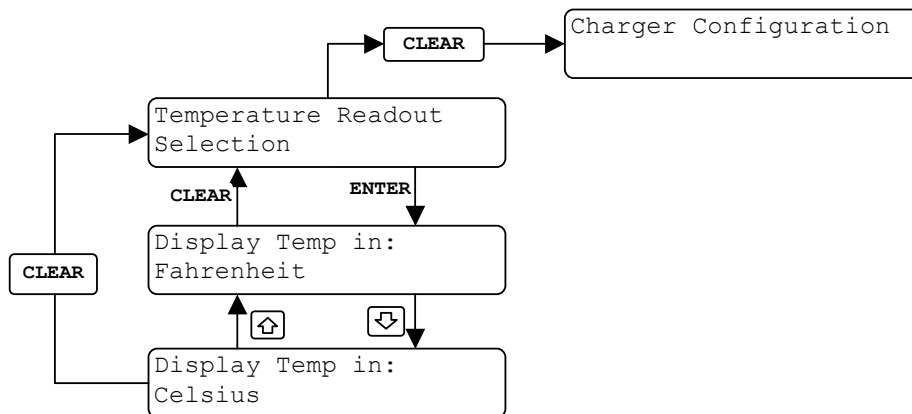 CLEAR
Charger Configuration
Temperature Readout
Selection
CLEAR
ENTER
Display Temp in:
Fahrenheit
CLEAR
Display Temp in:
Celsius